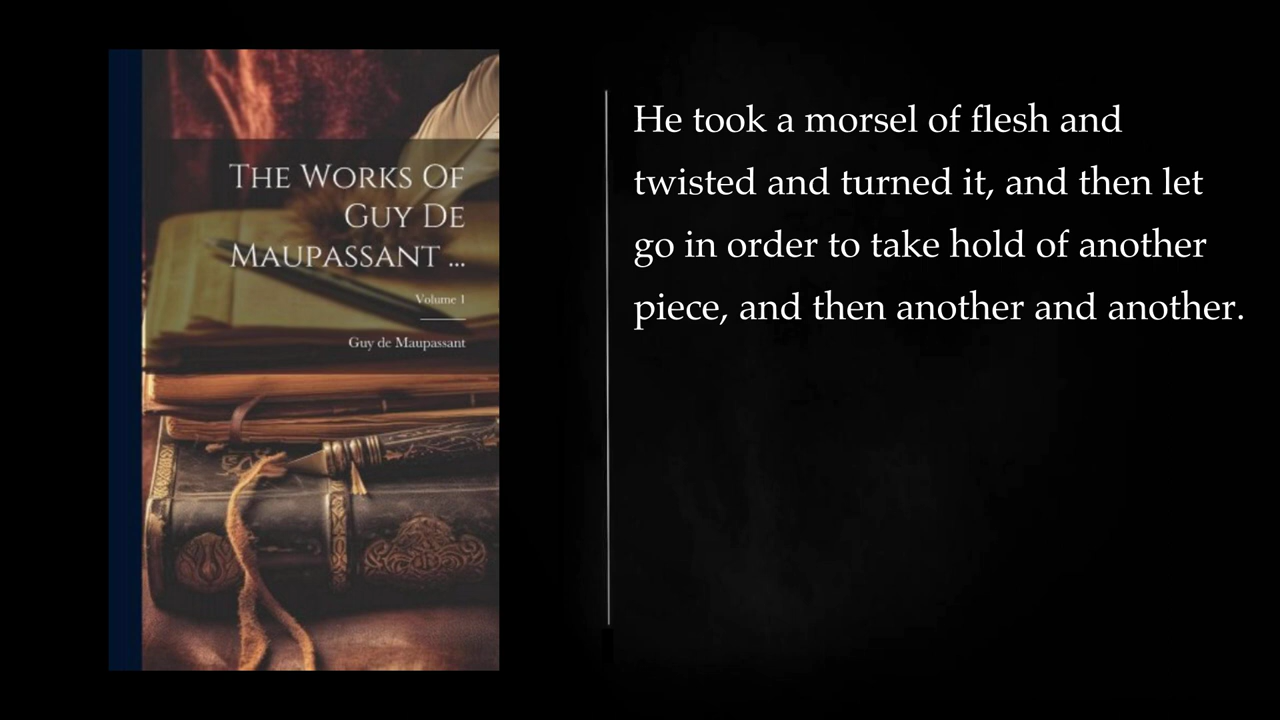 The Works Of
Guy De
Maupassant ...
Volume 1
Guy de Maupassant
He took a morsel of flesh and
twisted and turned it, and then let
go in order to take hold of another
piece, and then another and another.